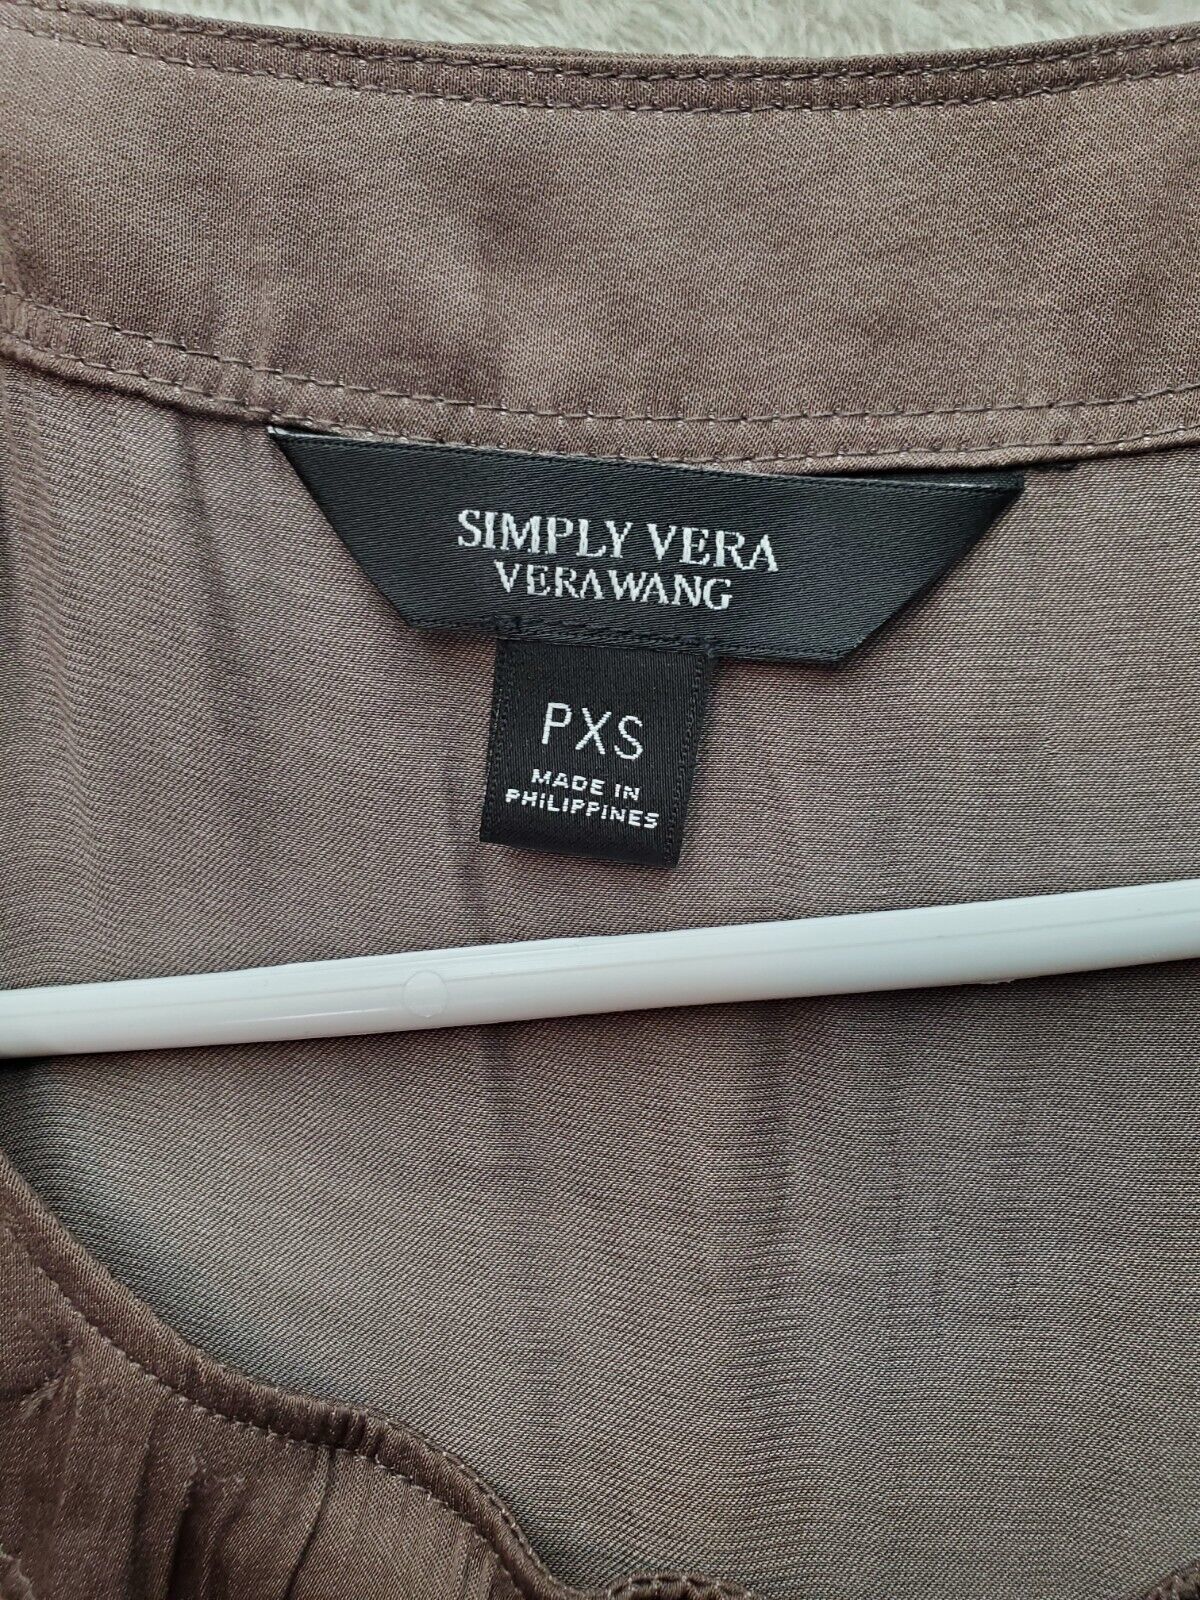 SIMPLY VERA
VERA WANG
PXS
MADE IN
PHILIPPINES